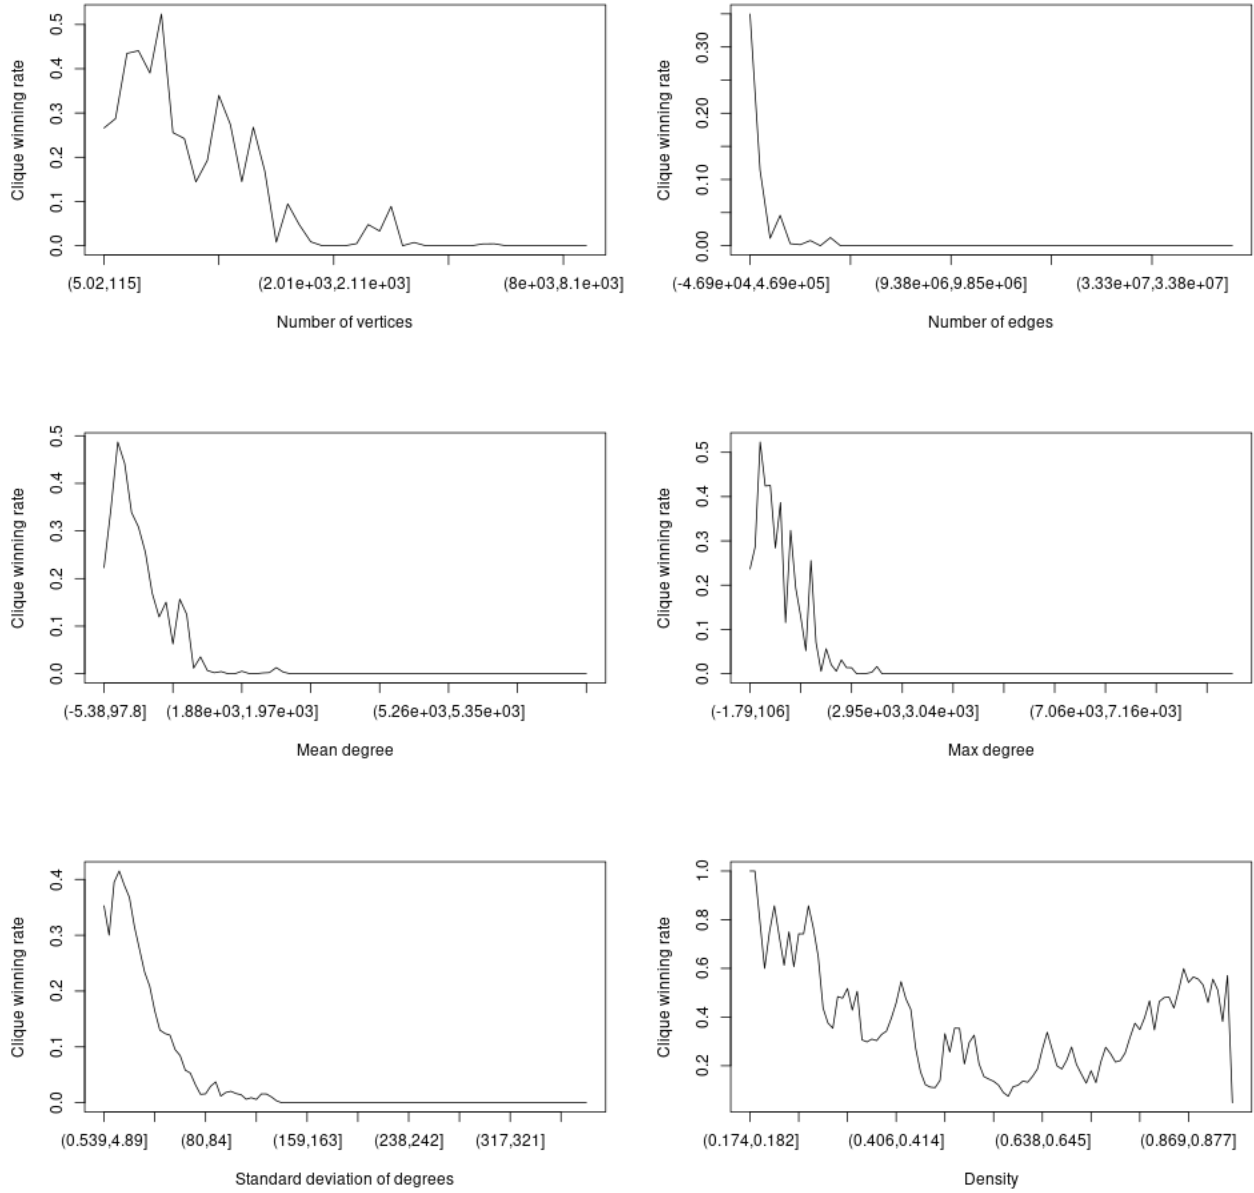 Clique winning rate
0.0 0.1 0.2 0.3 0.4 0.5
(5.02,115] (2.01e+03,2.11e+03] (8e+03,8.1e+03]
Number of vertices
Clique winning rate
0.00 0.10 0.20 0.30
(-4.69e+04,4.69e+05] (9.38e+06,9.85e+06] (3.33e+07,3.38e+07]
Number of edges
Clique winning rate
0.0 0.1 0.2 0.3 0.4 0.5
(-5.38,97.8] (1.88e+03,1.97e+03] (5.26e+03,5.35e+03]
Mean degree
Clique winning rate
0.0 0.1 0.2 0.3 0.4 0.5
(-1.79,106] (2.95e+03,3.04e+03] (7.06e+03,7.16e+03]
Max degree
Clique winning rate
0.0 0.1 0.2 0.3 0.4
(0.539,4.89] (80,84] (159,163] (238,242] (317,321]
Standard deviation of degrees
Clique winning rate
0.2 0.4 0.6 0.8 1.0
(0.174,0.182] (0.406,0.414] (0.638,0.645] (0.869,0.877]
Density